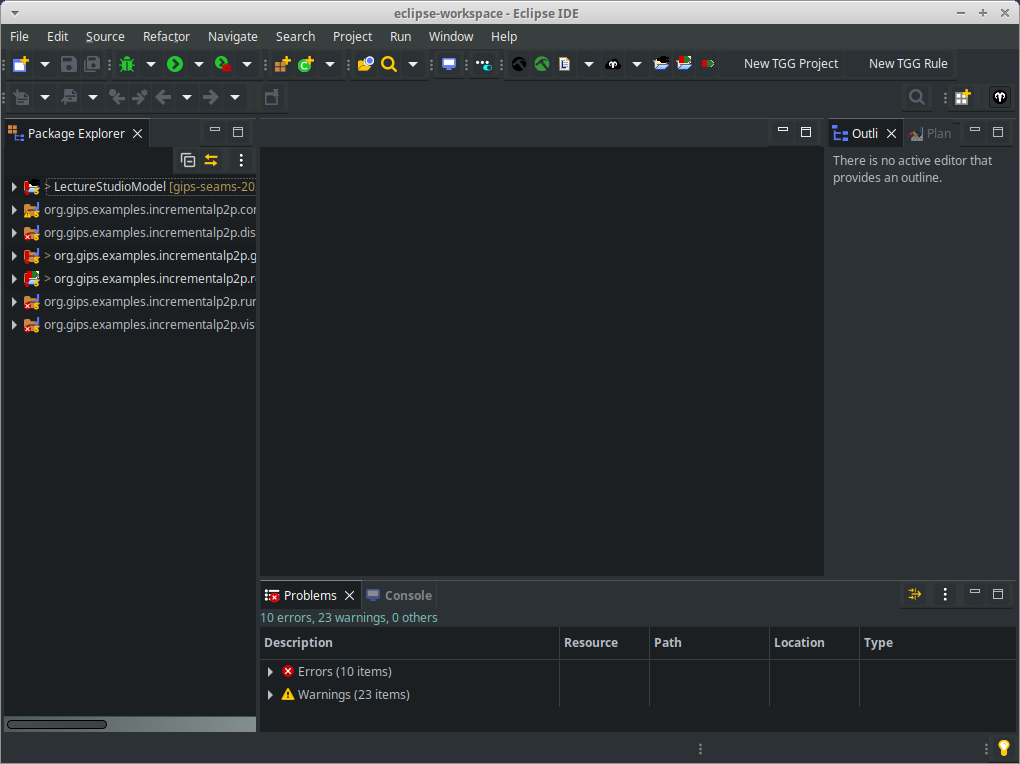 eclipse-workspace - Eclipse IDE
File Edit Source Refactor Navigate Search Project Run Window Help
New TGG Project New TGG Rule
Package Explorer
> LectureStudioModel [gips-seams-20
org.gips.examples.incrementalp2p.cor
org.gips.examples.incrementalp2p.dis
> org.gips.examples.incrementalp2p.g
> org.gips.examples.incrementalp2p.r
org.gips.examples.incrementalp2p.rur
org.gips.examples.incrementalp2p.vis
Outli Plan
There is no active editor that
provides an outline.
Problems Console
10 errors, 23 warnings, 0 others
Description Resource Path Location Type
Errors (10 items)
Warnings (23 items)